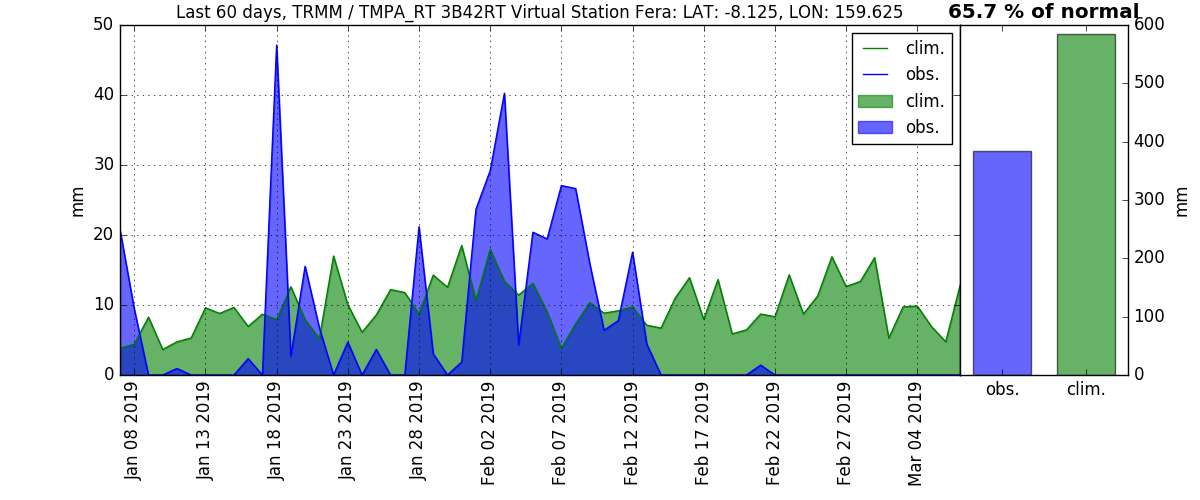 Last 60 days, TRMM / TMPA_RT 3B42RT Virtual Station Fera: LAT: -8.125, LON: 159.625
65.7 % of normal
50
40
30
20
10
0
mm
clim.
obs.
clim.
obs.
600
500
400
300
200
100
0
mm
obs.
clim.
Jan 08 2019
Jan 13 2019
Jan 18 2019
Jan 23 2019
Jan 28 2019
Feb 02 2019
Feb 07 2019
Feb 12 2019
Feb 17 2019
Feb 22 2019
Feb 27 2019
Mar 04 2019